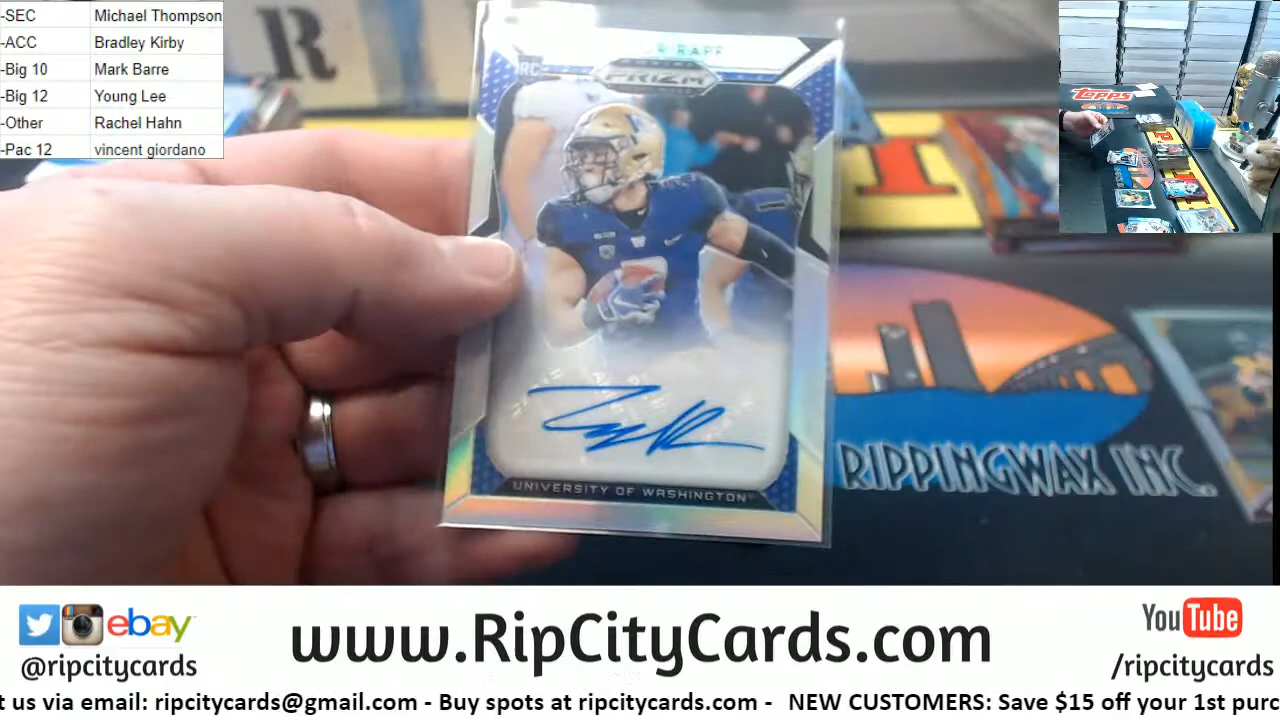 -SEC Michael Thompson
-ACC Bradley Kirby
-Big 10 Mark Barre
-Big 12 Young Lee
-Other Rachel Hahn
-Pac 12 vincent giordano
R
RAPP
RC
PRIZM
W
UNIVERSITY OF WASHINGTON
RIPPINGWAX INC.
TOPPS
ebay
@ripcitycards
www.RipCityCards.com
YouTube
/ripcitycards
t us via email: ripcitycards@gmail.com - Buy spots at ripcitycards.com - NEW CUSTOMERS: Save $15 off your 1st purc